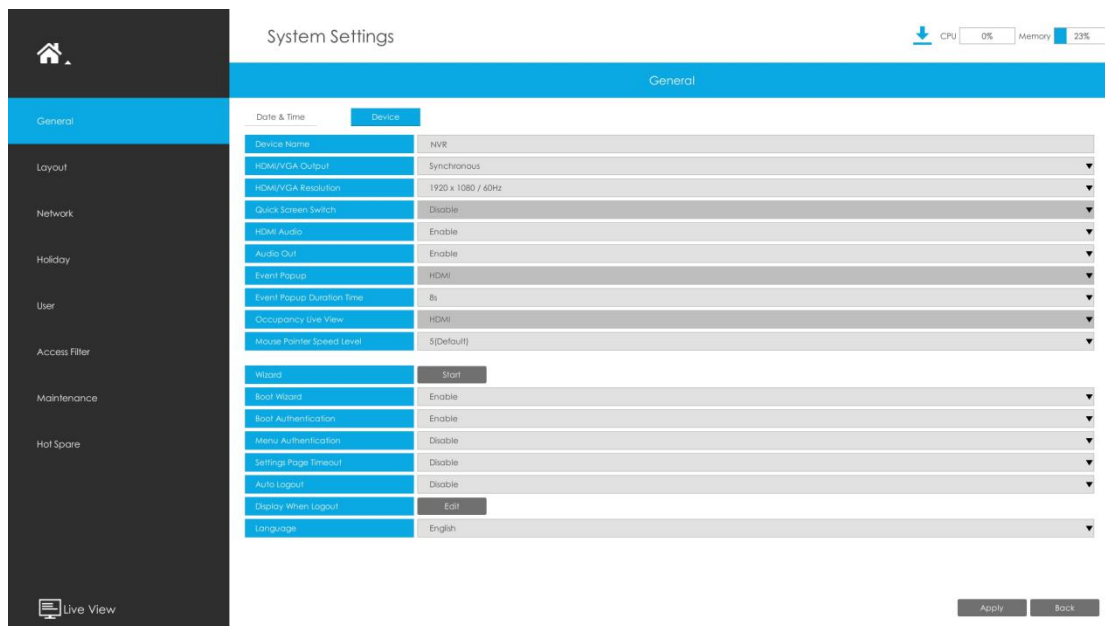 System Settings
CPU 0% Memory 23%
General
General
Layout
Network
Holiday
User
Access Filter
Maintenance
Hot Spare
Live View
Date & Time Device
Device Name NVR
HDMI/VGA Output Synchronous
HDMI/VGA Resolution 1920 x 1080 / 60Hz
Quick Screen Switch Disable
HDMI Audio Enable
Audio Out Enable
Event Popup HDMI
Event Popup Duration Time 8s
Occupancy Live View HDMI
Mouse Pointer Speed Level 5(Default)
Wizard Start
Boot Wizard Enable
Boot Authentication Enable
Menu Authentication Disable
Settings Page Timeout Disable
Auto Logout Disable
Display When Logout Edit
Language English
Apply Back